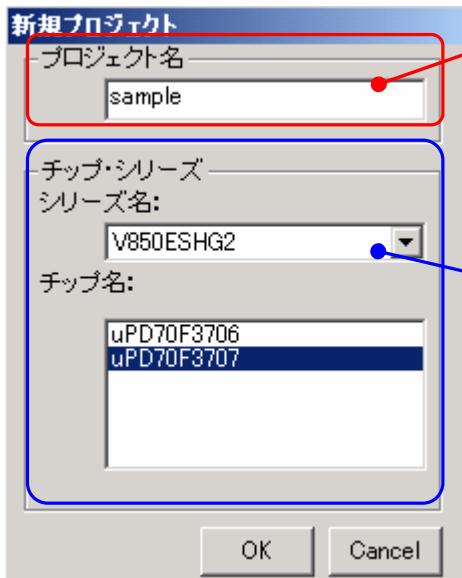 新規プロジェクト
プロジェクト名
sample
チップ・シリーズ
シリーズ名:
V850ESHG2
チップ名:
uPD70F3706
uPD70F3707
OK Cancel